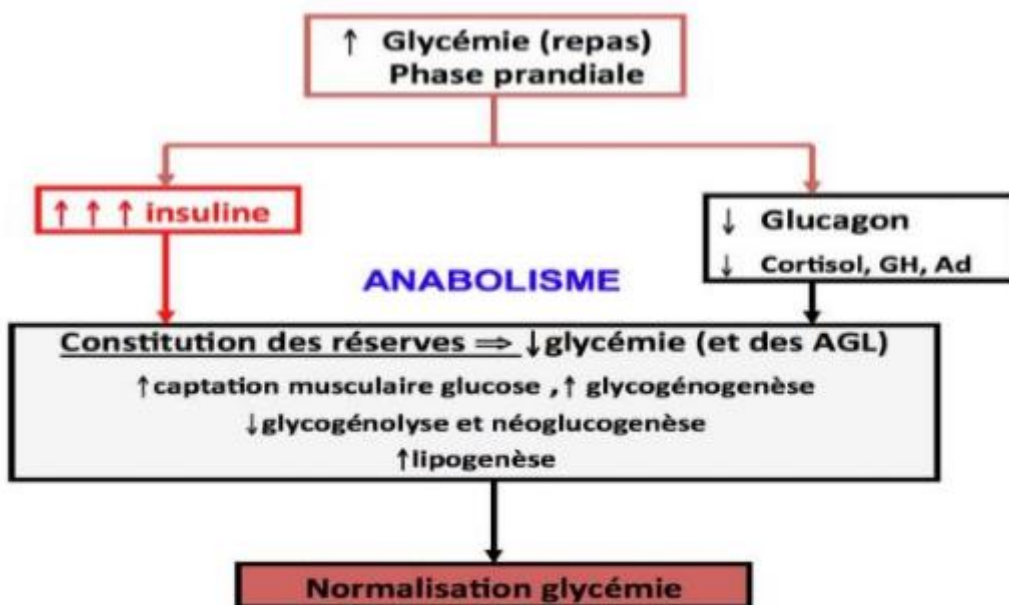 ↑ Glycémie (repas)
Phase prandiale
↑ ↑ ↑ insuline
↓ Glucagon
↓ Cortisol, GH, Ad
ANABOLISME
Constitution des réserves ⇒ ↓glycémie (et des AGL)
↑captation musculaire glucose , ↑ glycogénogenèse
↓glycogénolyse et néoglucogenèse
↑lipogenèse
Normalisation glycémie